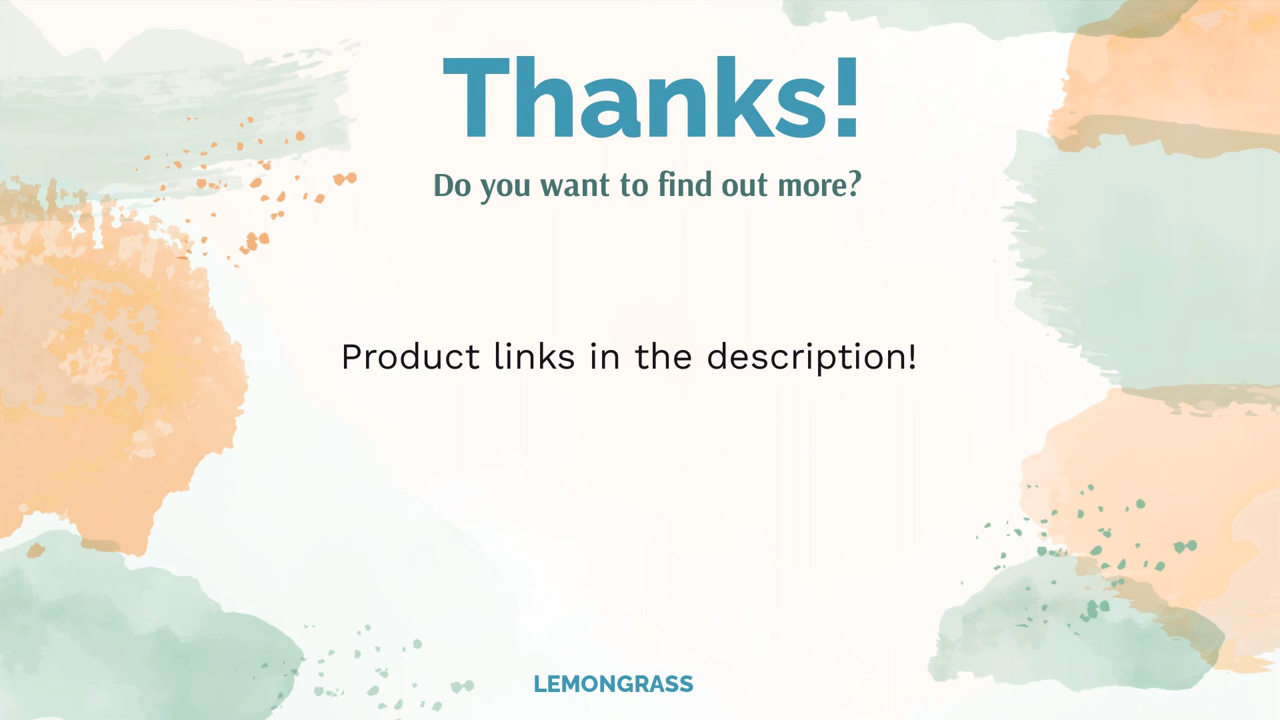 Thanks!
Do you want to find out more?
Product links in the description!
LEMONGRASS